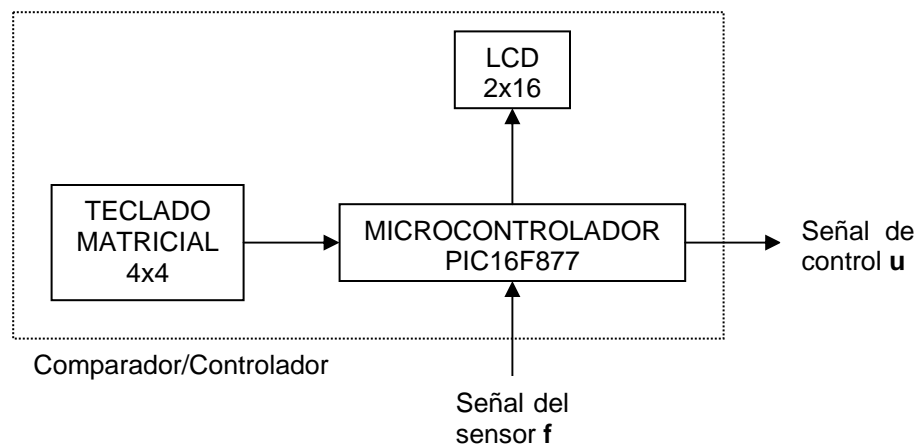 LCD
2x16
TECLADO
MATRICIAL
4x4
MICROCONTROLADOR
PIC16F877
Señal de
control u
Comparador/Controlador
Señal del
sensor f